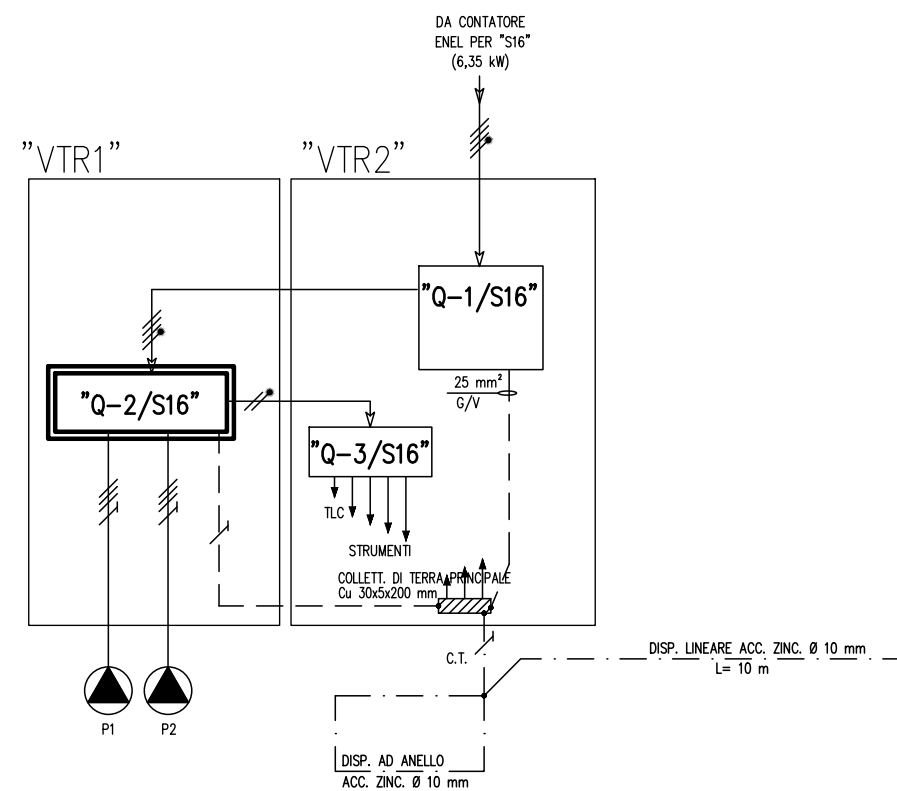 DA CONTATORE
ENEL PER "S16"
(6,35 kW)
"VTR1"
"VTR2"
"Q-1/S16"
25 mm²
G/V
"Q-2/S16"
"Q-3/S16"
TLC
STRUMENTI
COLLETT. DI TERRA PRINCIPALE
Cu 30x5x200 mm
C.T.
DISP. LINEARE ACC. ZINC. Ø 10 mm
L= 10 m
P1
P2
DISP. AD ANELLO
ACC. ZINC. Ø 10 mm